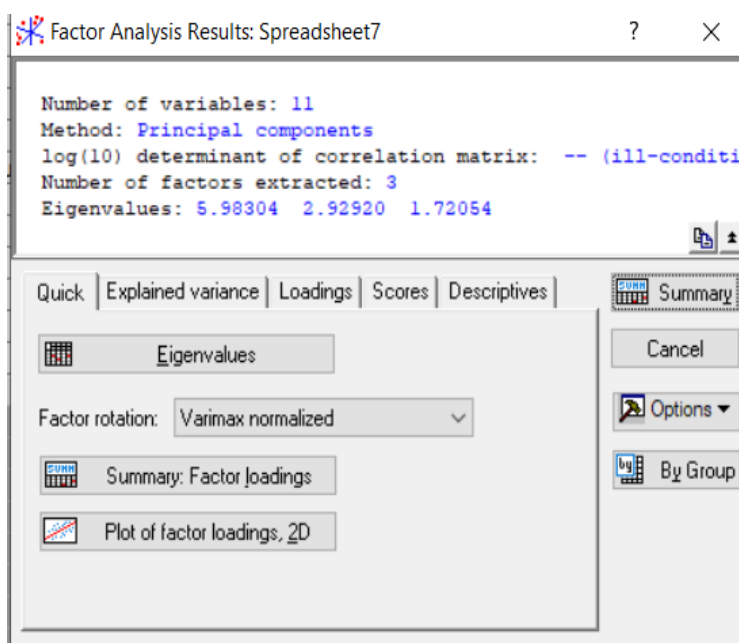 Factor Analysis Results: Spreadsheet7 ?
Number of variables: 11
Method: Principal components
log(10) determinant of correlation matrix: -- (ill-conditi
Number of factors extracted: 3
Eigenvalues: 5.98304 2.92920 1.72054
Quick Explained variance Loadings Scores Descriptives
Summary
Eigenvalues
Cancel
Factor rotation: Varimax normalized
Options
Summary: Factor loadings
By Group
Plot of factor loadings, 2D